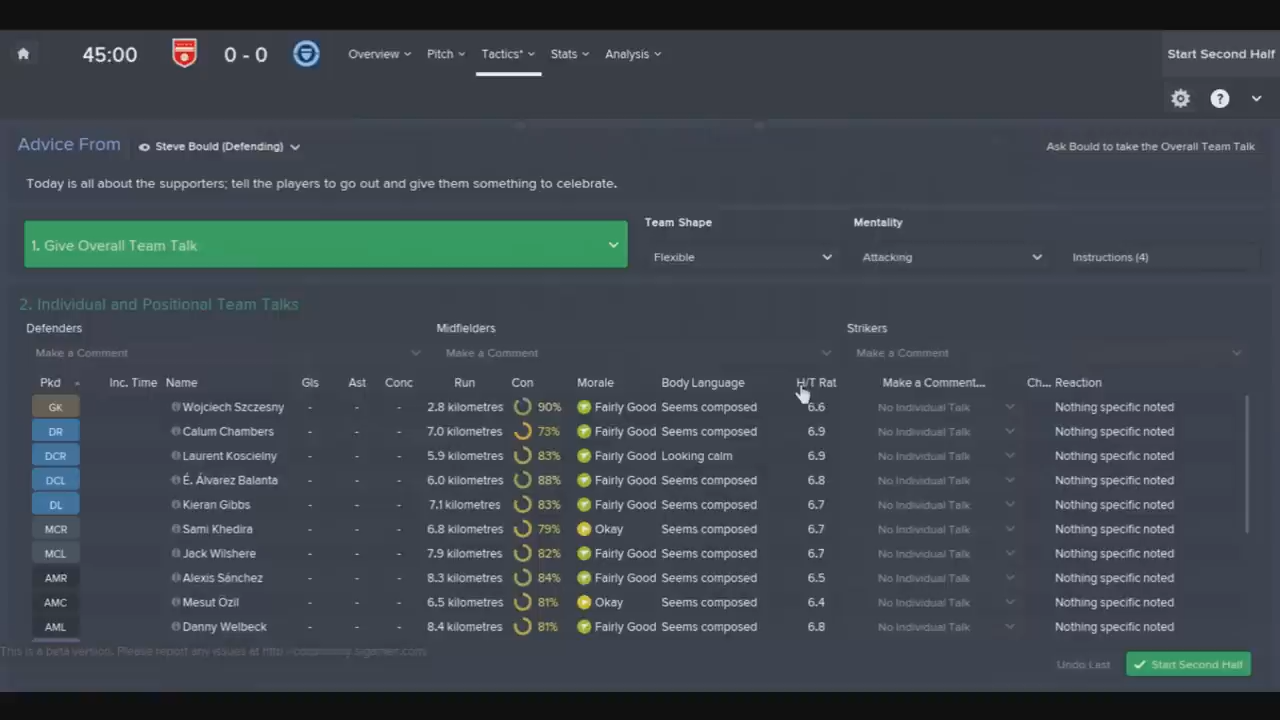 45:00 0 - 0 Overview Pitch Tactics* Stats Analysis Start Second Half
Advice From Steve Bould (Defending) Ask Bould to take the Overall Team Talk
Today is all about the supporters; tell the players to go out and give them something to celebrate.
Team Shape Mentality
1. Give Overall Team Talk Flexible Attacking Instructions (4)
2. Individual and Positional Team Talks
Defenders Midfielders Strikers
Make a Comment Make a Comment Make a Comment
Pkd Inc. Time Name Gls Ast Conc Run Con Morale Body Language H/T Rat Make a Comment... Ch... Reaction
GK Wojciech Szczesny - - - 2.8 kilometres 90% Fairly Good Seems composed 6.6 No Individual Talk Nothing specific noted
DR Calum Chambers - - - 7.0 kilometres 73% Fairly Good Seems composed 6.9 No Individual Talk Nothing specific noted
DCR Laurent Koscielny - - - 5.9 kilometres 83% Fairly Good Looking calm 6.9 No Individual Talk Nothing specific noted
DCL É. Álvarez Balanta - - - 6.0 kilometres 88% Fairly Good Seems composed 6.8 No Individual Talk Nothing specific noted
DL Kieran Gibbs - - - 7.1 kilometres 83% Fairly Good Seems composed 6.7 No Individual Talk Nothing specific noted
MCR Sami Khedira - - - 6.8 kilometres 79% Okay Seems composed 6.7 No Individual Talk Nothing specific noted
MCL Jack Wilshere - - - 7.9 kilometres 82% Fairly Good Seems composed 6.7 No Individual Talk Nothing specific noted
AMR Alexis Sánchez - - - 8.3 kilometres 84% Fairly Good Seems composed 6.5 No Individual Talk Nothing specific noted
AMC Mesut Özil - - - 6.5 kilometres 81% Okay Seems composed 6.4 No Individual Talk Nothing specific noted
AML Danny Welbeck - - - 8.4 kilometres 81% Fairly Good Seems composed 6.8 No Individual Talk Nothing specific noted
This is a beta version. Please report any issues at
Undo Last Start Second Half